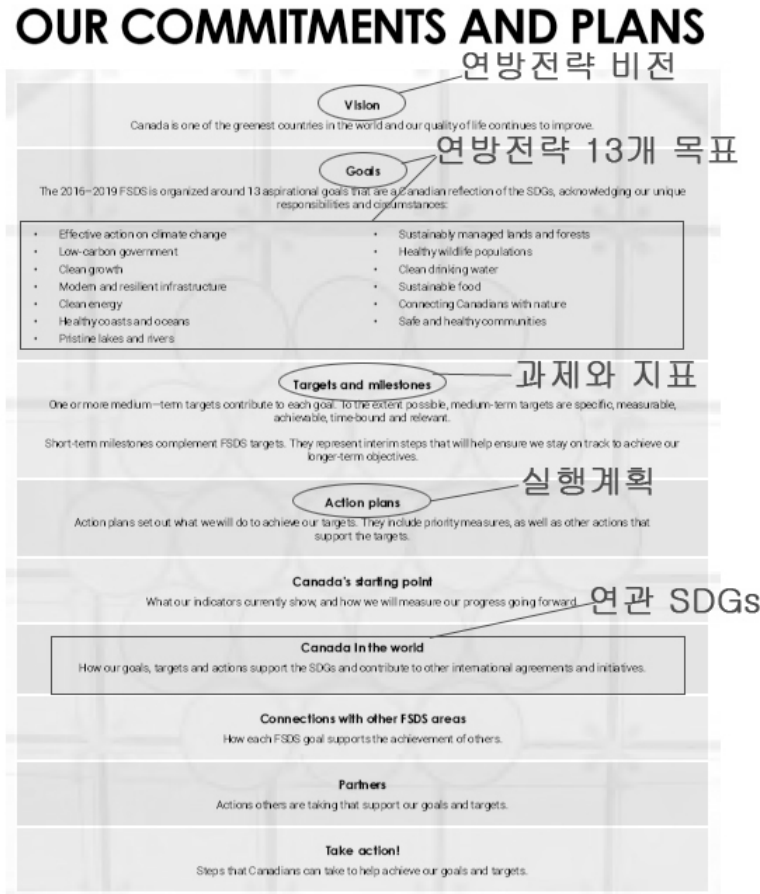 OUR COMMITMENTS AND PLANS
연방전략 비전
Vision
Canada is one of the greenest countries in the world and our quality of life continues to improve.
연방전략 13개 목표
Goals
The 2016–2019 FSDS is organized around 13 aspirational goals that are a Canadian reflection of the SDGs, acknowledging our unique
responsibilities and circumstances:
• Effective action on climate change
• Low-carbon government
• Clean growth
• Modern and resilient infrastructure
• Clean energy
• Healthy coasts and oceans
• Pristine lakes and rivers
• Sustainably managed lands and forests
• Healthy wildlife populations
• Clean drinking water
• Sustainable food
• Connecting Canadians with nature
• Safe and healthy communities
과제와 지표
Targets and milestones
One or more medium–term targets contribute to each goal. To the extent possible, medium-term targets are specific, measurable,
achievable, time-bound and relevant.
Short-term milestones complement FSDS targets. They represent interim steps that will help ensure we stay on track to achieve our
longer-term objectives.
실행계획
Action plans
Action plans set out what we will do to achieve our targets. They include priority measures, as well as other actions that
support the targets.
Canada's starting point
What our indicators currently show, and how we will measure our progress going forward.
연관 SDGs
Canada in the world
How our goals, targets and actions support the SDGs and contribute to other international agreements and initiatives.
Connections with other FSDS areas
How each FSDS goal supports the achievement of others.
Partners
Actions others are taking that support our goals and targets.
Take action!
Steps that Canadians can take to help achieve our goals and targets.